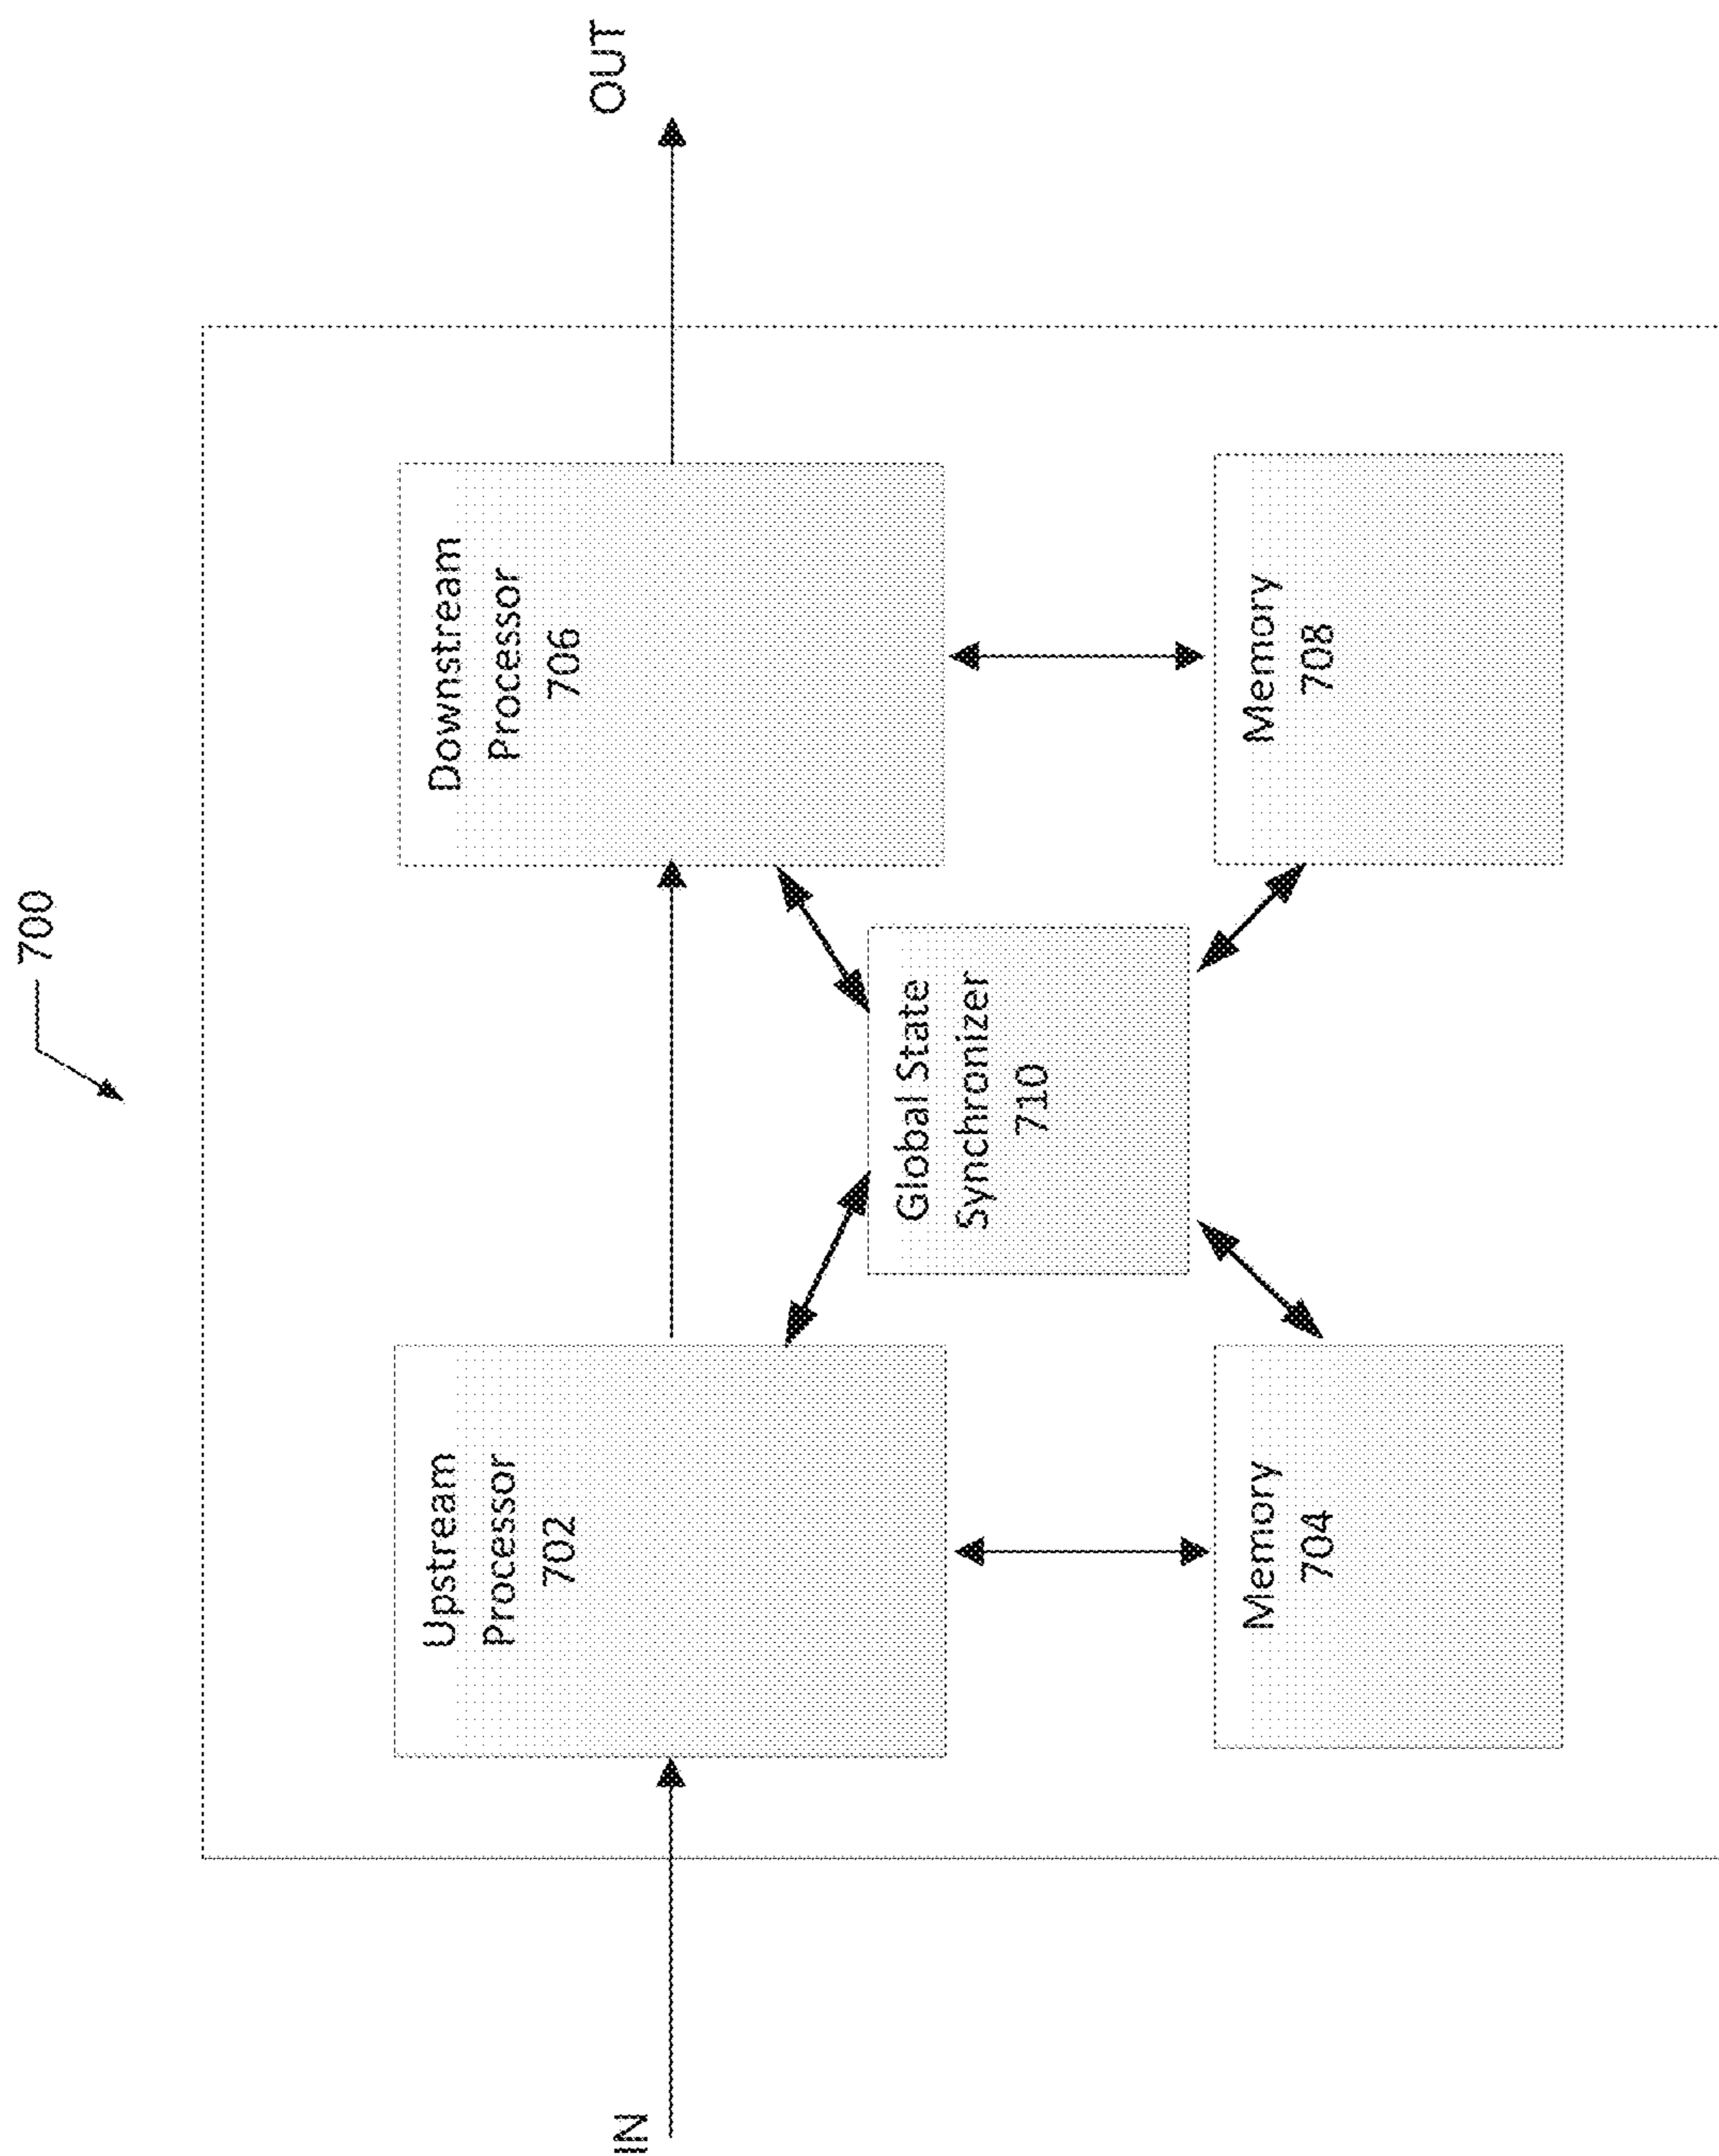 700
IN
OUT
Upstream
Processor
702
Downstream
Processor
706
Global State
Synchronizer
710
Memory
704
Memory
708